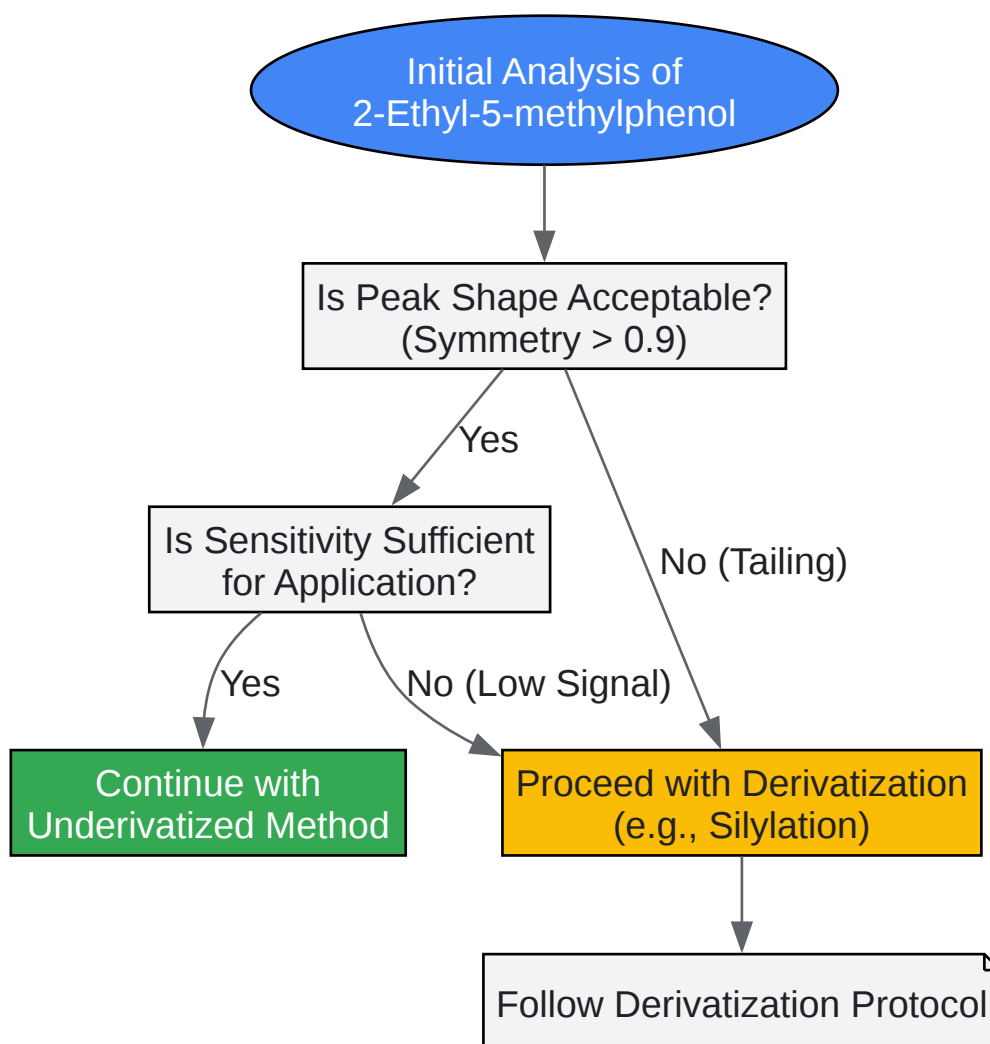 Initial Analysis of
2-Ethyl-5-methylphenol
Is Peak Shape Acceptable?
(Symmetry > 0.9)
Yes
Is Sensitivity Sufficient
for Application?
No (Tailing)
Yes
No (Low Signal)
Continue with
Underivatized Method
Proceed with Derivatization
(e.g., Silylation)
Follow Derivatization Protocol